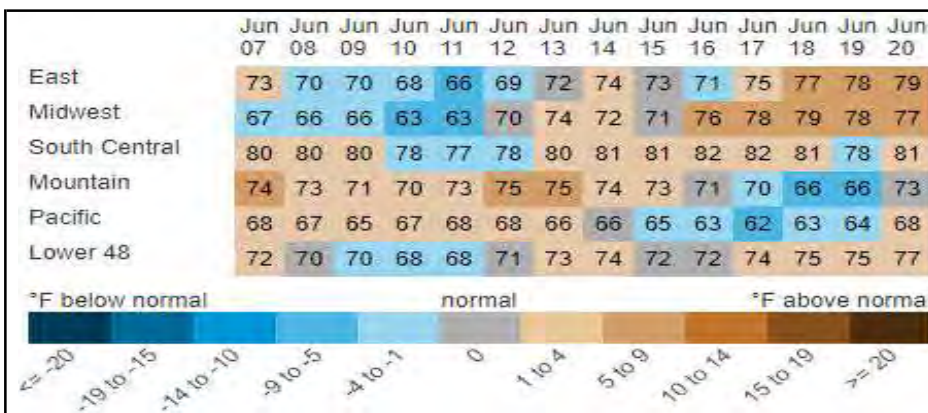 Jun Jun Jun Jun Jun Jun Jun Jun Jun Jun Jun Jun Jun Jun
07 08 09 10 11 12 13 14 15 16 17 18 19 20
East 73 70 70 68 66 69 72 74 73 71 75 77 78 79
Midwest 67 66 66 63 63 70 74 72 71 76 78 79 78 77
South Central 80 80 80 78 77 78 80 81 81 82 82 81 78 81
Mountain 74 73 71 70 73 75 75 74 73 71 70 66 66 73
Pacific 68 67 65 67 68 68 66 66 65 63 62 63 64 68
Lower 48 72 70 70 68 68 71 73 74 72 72 74 75 75 77
°F below normal normal °F above norma
<= -20 -19 to -15 -14 to -10 -9 to -5 -4 to -1 0 1 to 4 5 to 9 10 to 14 15 to 19 >= 20